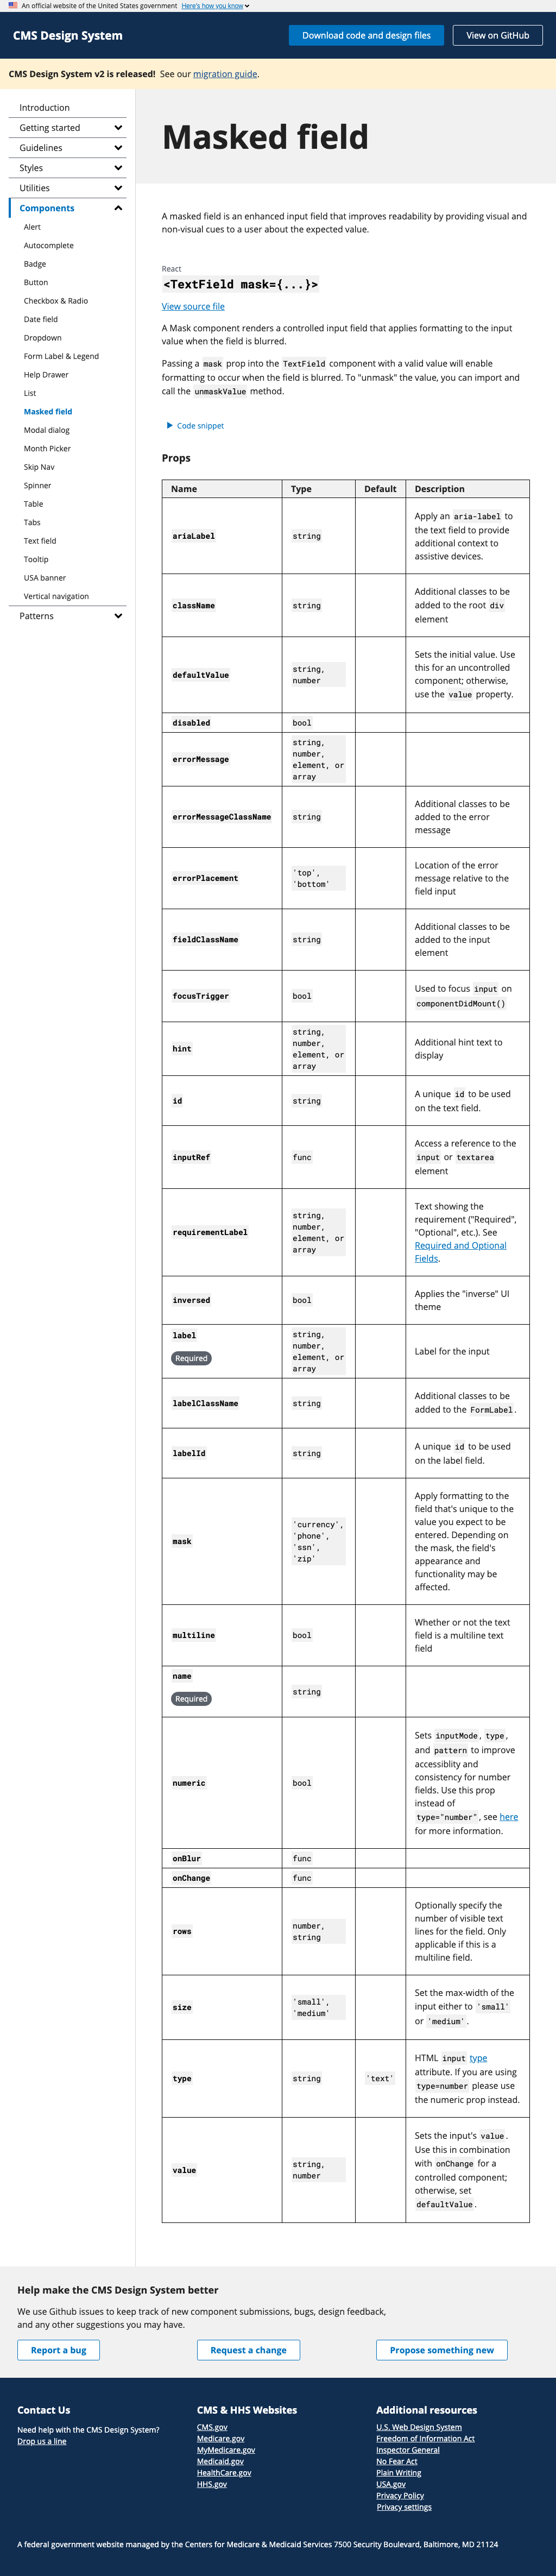 An official website of the United States government Here's how you know
CMS Design System
Download code and design files
View on GitHub
CMS Design System v2 is released! See our migration guide.
Introduction
Getting started
Guidelines
Styles
Utilities
Components
Alert
Autocomplete
Badge
Button
Checkbox & Radio
Date field
Dropdown
Form Label & Legend
Help Drawer
List
Masked field
Modal dialog
Month Picker
Skip Nav
Spinner
Table
Tabs
Text field
Tooltip
USA banner
Vertical navigation
Patterns
Masked field
A masked field is an enhanced input field that improves readability by providing visual and
non-visual cues to a user about the expected value.
React
<TextField mask={...}>
View source file
A Mask component renders a controlled input field that applies formatting to the input
value when the field is blurred.
Passing a mask prop into the TextField component with a valid value will enable
formatting to occur when the field is blurred. To "unmask" the value, you can import and
call the unmaskValue method.
Code snippet
Props
Name Type Default Description
ariaLabel
string
Apply an aria-label to
the text field to provide
additional context to
assistive devices.
className
string
Additional classes to be
added to the root div
element
defaultValue
string,
number
Sets the initial value. Use
this for an uncontrolled
component; otherwise,
use the value property.
disabled
bool
errorMessage
string,
number,
element, or
array
errorMessageClassName
string
Additional classes to be
added to the error
message
errorPlacement
'top',
'bottom'
Location of the error
message relative to the
field input
fieldClassName
string
Additional classes to be
added to the input
element
focusTrigger
bool
Used to focus input on
componentDidMount()
hint
string,
number,
element, or
array
Additional hint text to
display
id
string
A unique id to be used
on the text field.
inputRef
func
Access a reference to the
input or textarea
element
requirementLabel
string,
number,
element, or
array
Text showing the
requirement ("Required",
"Optional", etc.). See
Required and Optional
Fields.
inversed
bool
Applies the "inverse" UI
theme
label
Required
string,
number,
element, or
array
Label for the input
labelClassName
string
Additional classes to be
added to the FormLabel.
labelId
string
A unique id to be used
on the label field.
mask
'currency',
'phone',
'ssn',
'zip'
Apply formatting to the
field that's unique to the
value you expect to be
entered. Depending on
the mask, the field's
appearance and
functionality may be
affected.
multiline
bool
Whether or not the text
field is a multiline text
field
name
Required
string
numeric
bool
Sets inputMode, type,
and pattern to improve
accessiblity and
consistency for number
fields. Use this prop
instead of
type="number", see here
for more information.
onBlur
func
onChange
func
rows
number,
string
Optionally specify the
number of visible text
lines for the field. Only
applicable if this is a
multiline field.
size
'small',
'medium'
Set the max-width of the
input either to 'small'
or 'medium'.
type
string
'text'
HTML input type
attribute. If you are using
type=number please use
the numeric prop instead.
value
string,
number
Sets the input's value.
Use this in combination
with onChange for a
controlled component;
otherwise, set
defaultValue.
Help make the CMS Design System better
We use Github issues to keep track of new component submissions, bugs, design feedback,
and any other suggestions you may have.
Report a bug
Request a change
Propose something new
Contact Us
Need help with the CMS Design System?
Drop us a line
CMS & HHS Websites
CMS.gov
Medicare.gov
MyMedicare.gov
Medicaid.gov
HealthCare.gov
HHS.gov
Additional resources
U.S. Web Design System
Freedom of Information Act
Inspector General
No Fear Act
Plain Writing
USA.gov
Privacy Policy
Privacy settings
A federal government website managed by the Centers for Medicare & Medicaid Services 7500 Security Boulevard, Baltimore, MD 21124